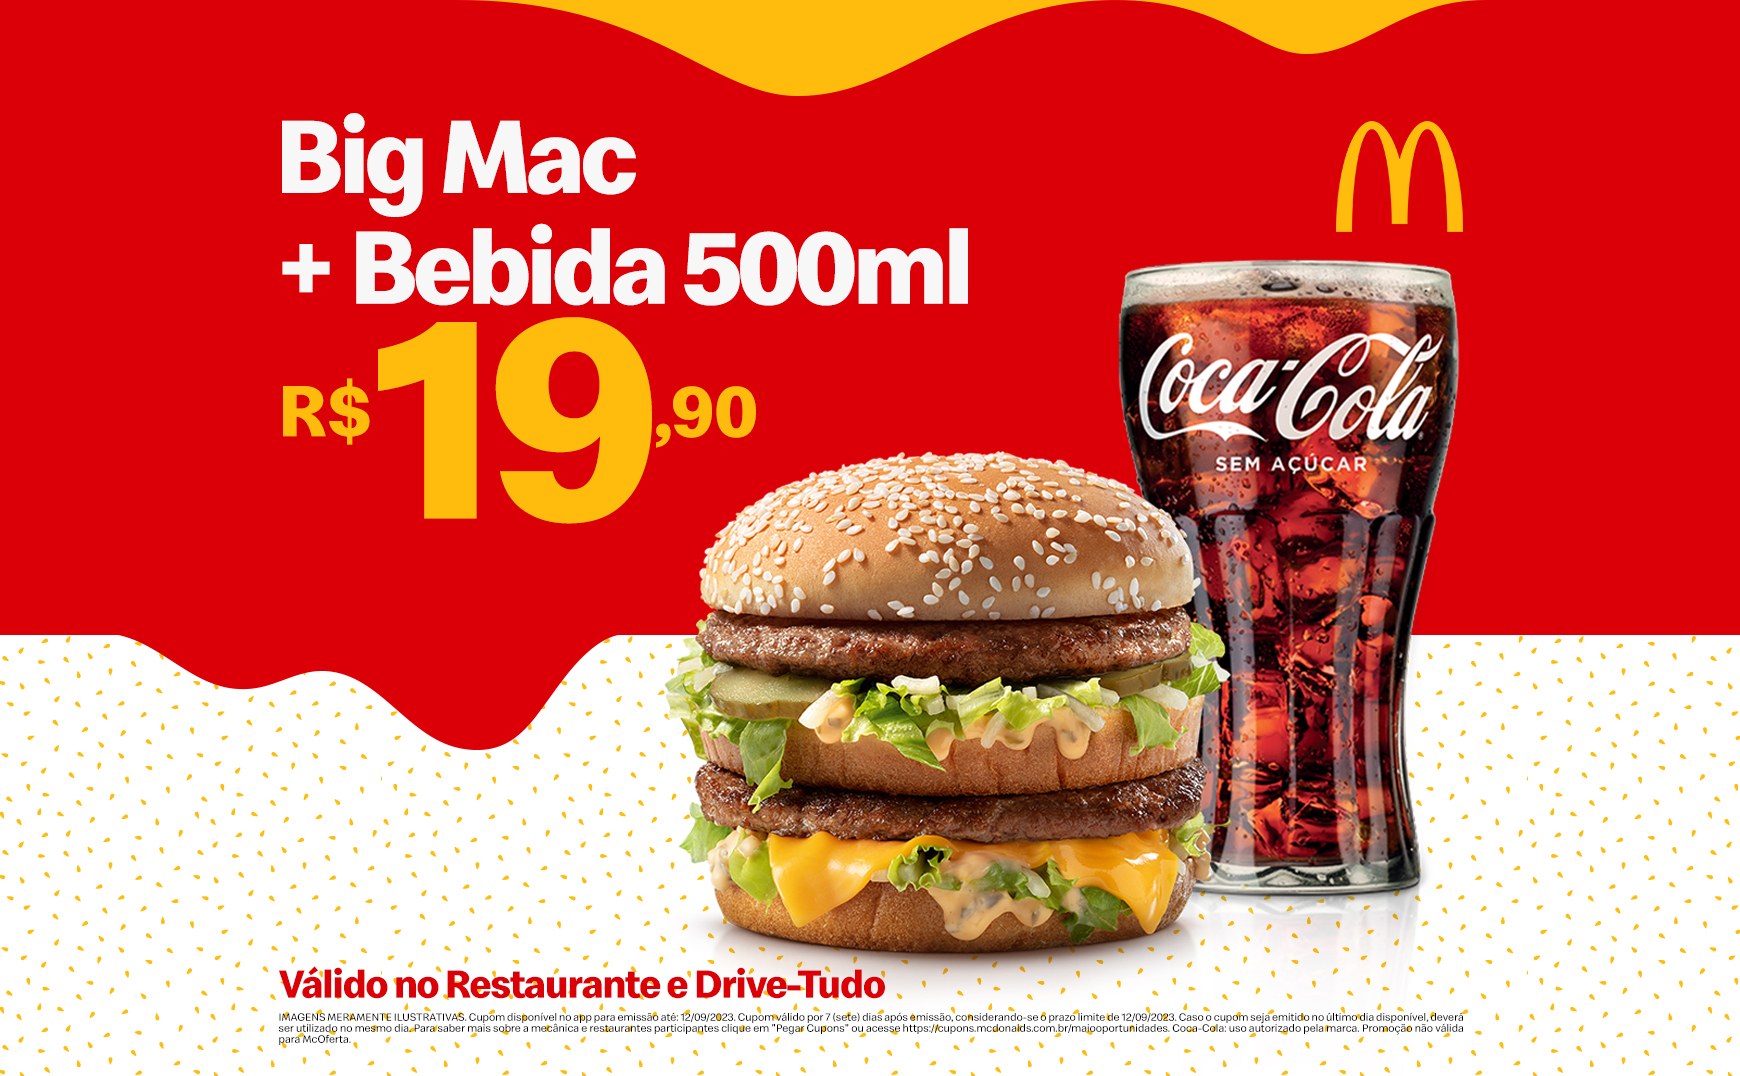 Big Mac
+ Bebida 500ml
R$19,90
Coca-Cola
SEM AÇÚCAR
Válido no Restaurante e Drive-Tudo
IMAGENS MERAMENTE ILUSTRATIVAS. Cupom disponível no app para emissão até: 12/09/2023. Cupom válido por 7 (sete) dias após emissão, considerando-se o prazo limite de 12/09/2023. Caso o cupom seja emitido no último dia disponível, deverá
ser utilizado no mesmo dia. Para saber mais sobre a mecânica e restaurantes participantes clique em "Pegar Cupons" ou acesse https://cupons.mcdonalds.com.br/maiooportunidades. Coca-Cola: uso autorizado pela marca. Promoção não válida
para McOferta.